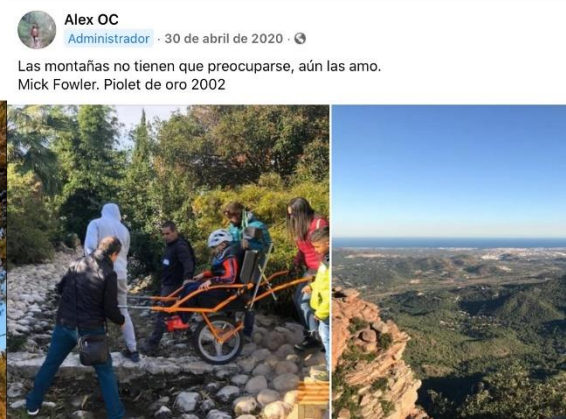 Alex OC
Administrador · 30 de abril de 2020 ·
Las montañas no tienen que preocuparse, aún las amo.
Mick Fowler. Piolet de oro 2002